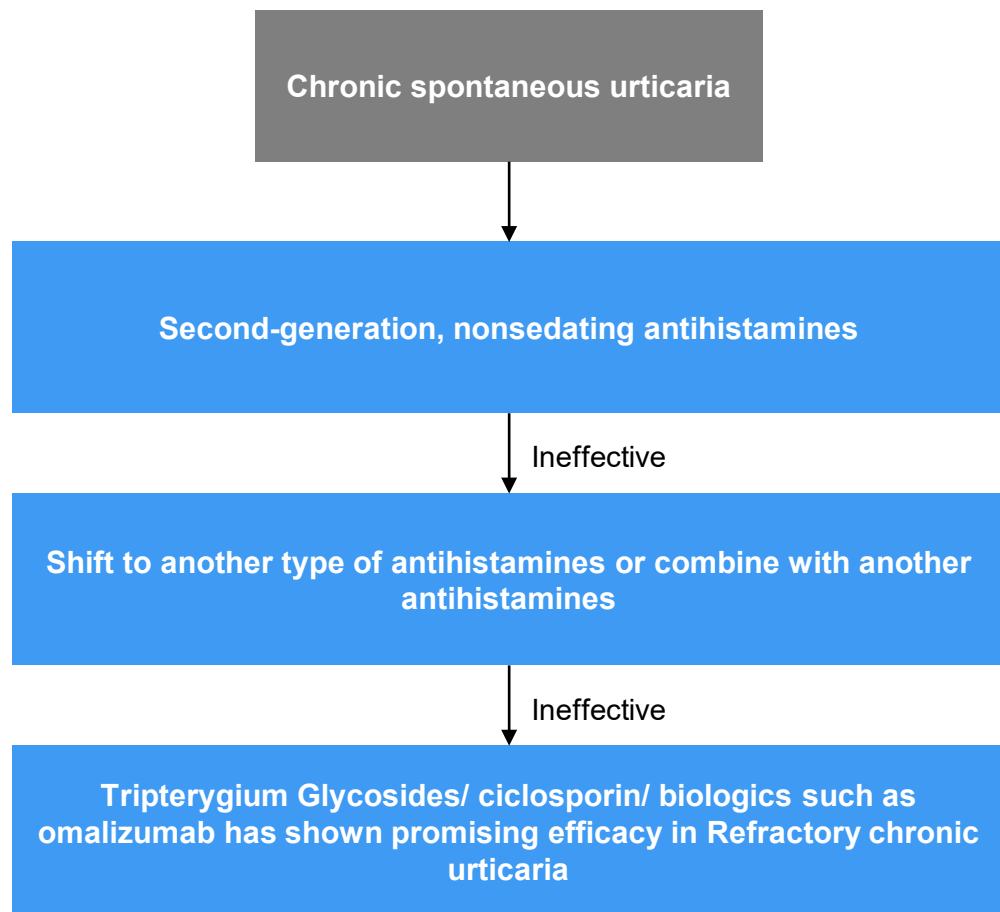 Chronic spontaneous urticaria
Second-generation, nonsedating antihistamines
Ineffective
Shift to another type of antihistamines or combine with another
antihistamines
Ineffective
Tripterygium Glycosides/ ciclosporin/ biologics such as
omalizumab has shown promising efficacy in Refractory chronic
urticaria